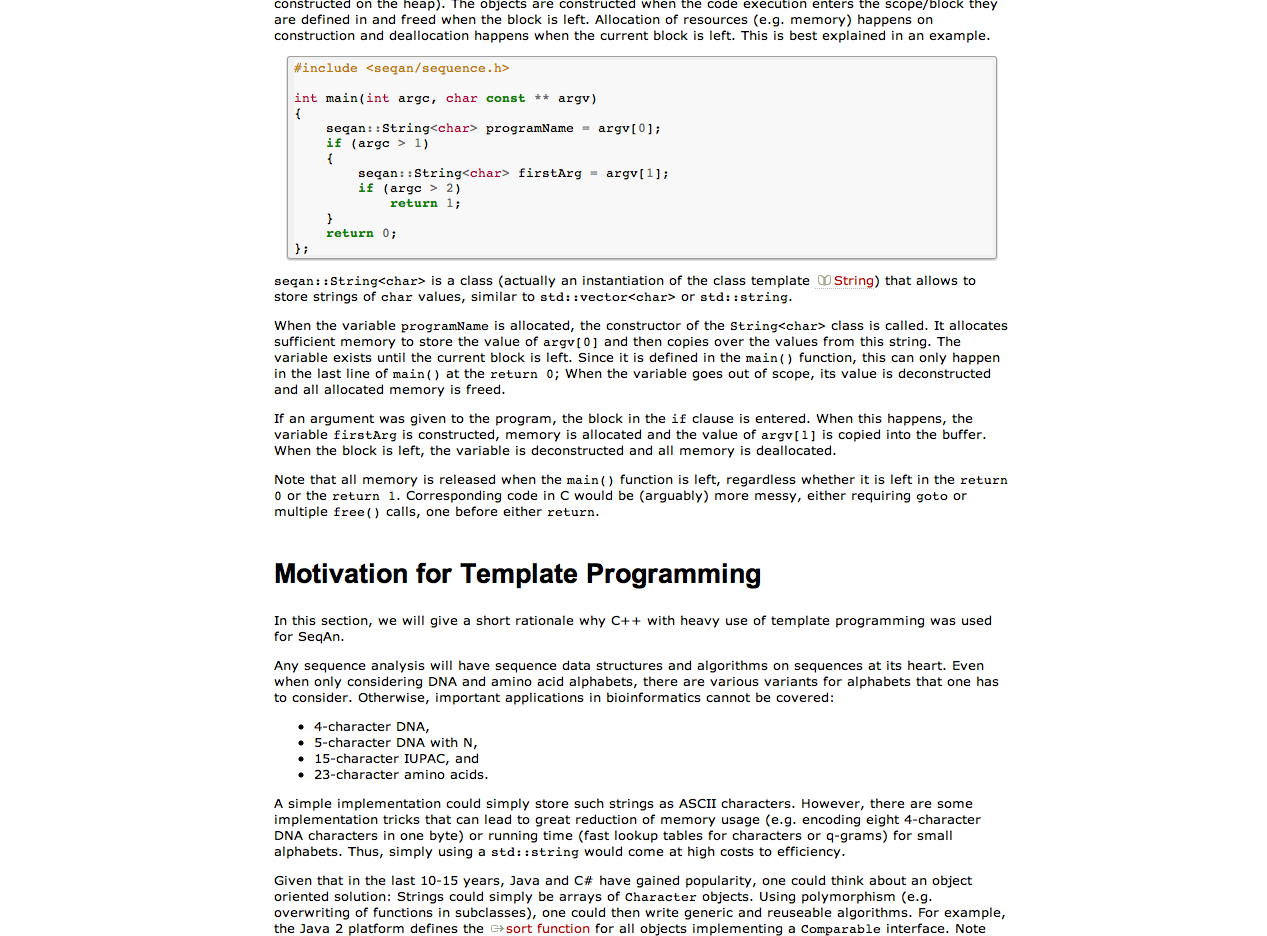 constructed on the heap). The objects are constructed when the code execution enters the scope/block they
are defined in and freed when the block is left. Allocation of resources (e.g. memory) happens on
construction and deallocation happens when the current block is left. This is best explained in an example.
#include <seqan/sequence.h>
int main(int argc, char const ** argv)
{
    seqan::String<char> programName = argv[0];
    if (argc > 1)
    {
        seqan::String<char> firstArg = argv[1];
        if (argc > 2)
            return 1;
    }
    return 0;
};
seqan::String<char> is a class (actually an instantiation of the class template String) that allows to
store strings of char values, similar to std::vector<char> or std::string.
When the variable programName is allocated, the constructor of the String<char> class is called. It allocates
sufficient memory to store the value of argv[0] and then copies over the values from this string. The
variable exists until the current block is left. Since it is defined in the main() function, this can only happen
in the last line of main() at the return 0; When the variable goes out of scope, its value is deconstructed
and all allocated memory is freed.
If an argument was given to the program, the block in the if clause is entered. When this happens, the
variable firstArg is constructed, memory is allocated and the value of argv[1] is copied into the buffer.
When the block is left, the variable is deconstructed and all memory is deallocated.
Note that all memory is released when the main() function is left, regardless whether it is left in the return
0 or the return 1. Corresponding code in C would be (arguably) more messy, either requiring goto or
multiple free() calls, one before either return.
Motivation for Template Programming
In this section, we will give a short rationale why C++ with heavy use of template programming was used
for SeqAn.
Any sequence analysis will have sequence data structures and algorithms on sequences at its heart. Even
when only considering DNA and amino acid alphabets, there are various variants for alphabets that one has
to consider. Otherwise, important applications in bioinformatics cannot be covered:
• 4-character DNA,
• 5-character DNA with N,
• 15-character IUPAC, and
• 23-character amino acids.
A simple implementation could simply store such strings as ASCII characters. However, there are some
implementation tricks that can lead to great reduction of memory usage (e.g. encoding eight 4-character
DNA characters in one byte) or running time (fast lookup tables for characters or q-grams) for small
alphabets. Thus, simply using a std::string would come at high costs to efficiency.
Given that in the last 10-15 years, Java and C# have gained popularity, one could think about an object
oriented solution: Strings could simply be arrays of Character objects. Using polymorphism (e.g.
overwriting of functions in subclasses), one could then write generic and reuseable algorithms. For example,
the Java 2 platform defines the sort function for all objects implementing a Comparable interface. Note